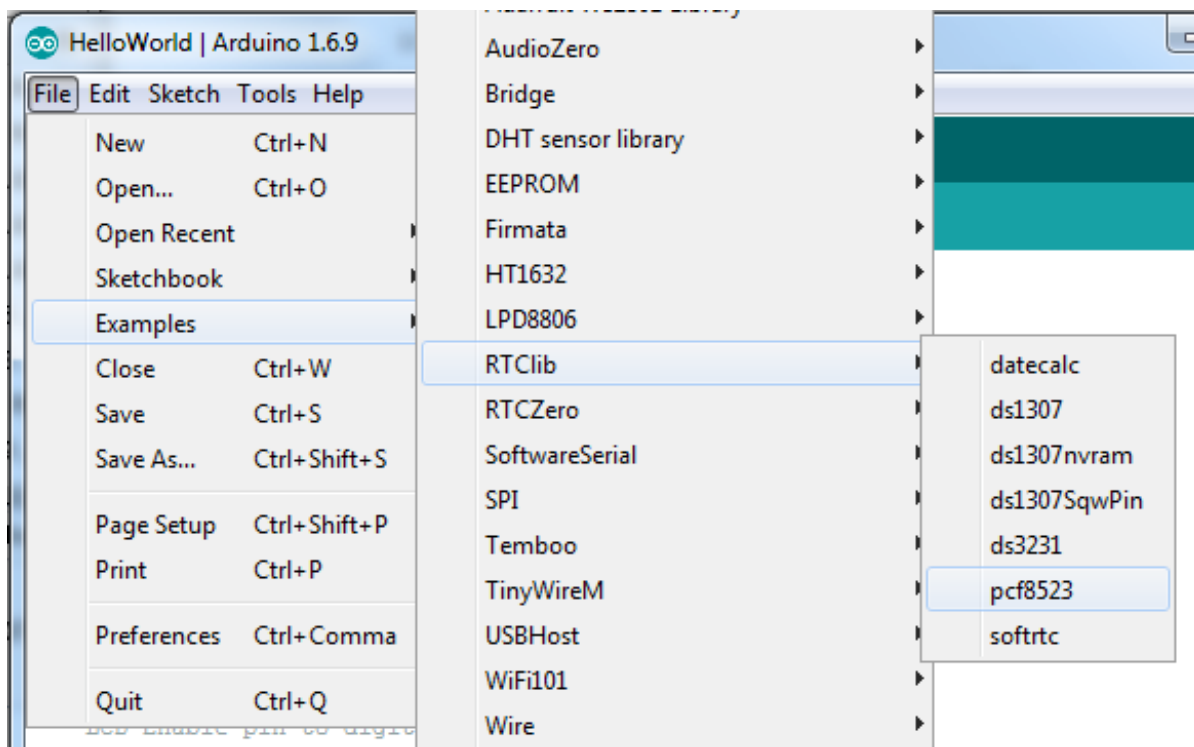 HelloWorld | Arduino 1.6.9
File Edit Sketch Tools Help
New Ctrl+N
Open... Ctrl+O
Open Recent
Sketchbook
Examples
Close Ctrl+W
Save Ctrl+S
Save As... Ctrl+Shift+S
Page Setup Ctrl+Shift+P
Print Ctrl+P
Preferences Ctrl+Comma
Quit Ctrl+Q
AudioZero
Bridge
DHT sensor library
EEPROM
Firmata
HT1632
LPD8806
RTClib
RTCZero
SoftwareSerial
SPI
Temboo
TinyWireM
USBHost
WiFi101
Wire
datecalc
ds1307
ds1307nvram
ds1307SqwPin
ds3231
pcf8523
softrtc